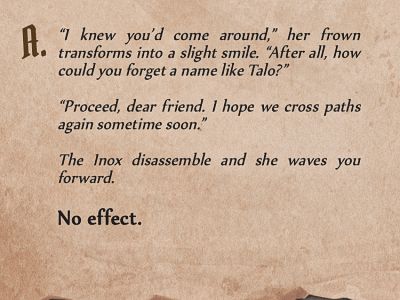 A. “I knew you’d come around,” her frown
transforms into a slight smile. “After all, how
could you forget a name like Talo?”
“Proceed, dear friend. I hope we cross paths
again sometime soon.”
The Inox disassemble and she waves you
forward.
No effect.